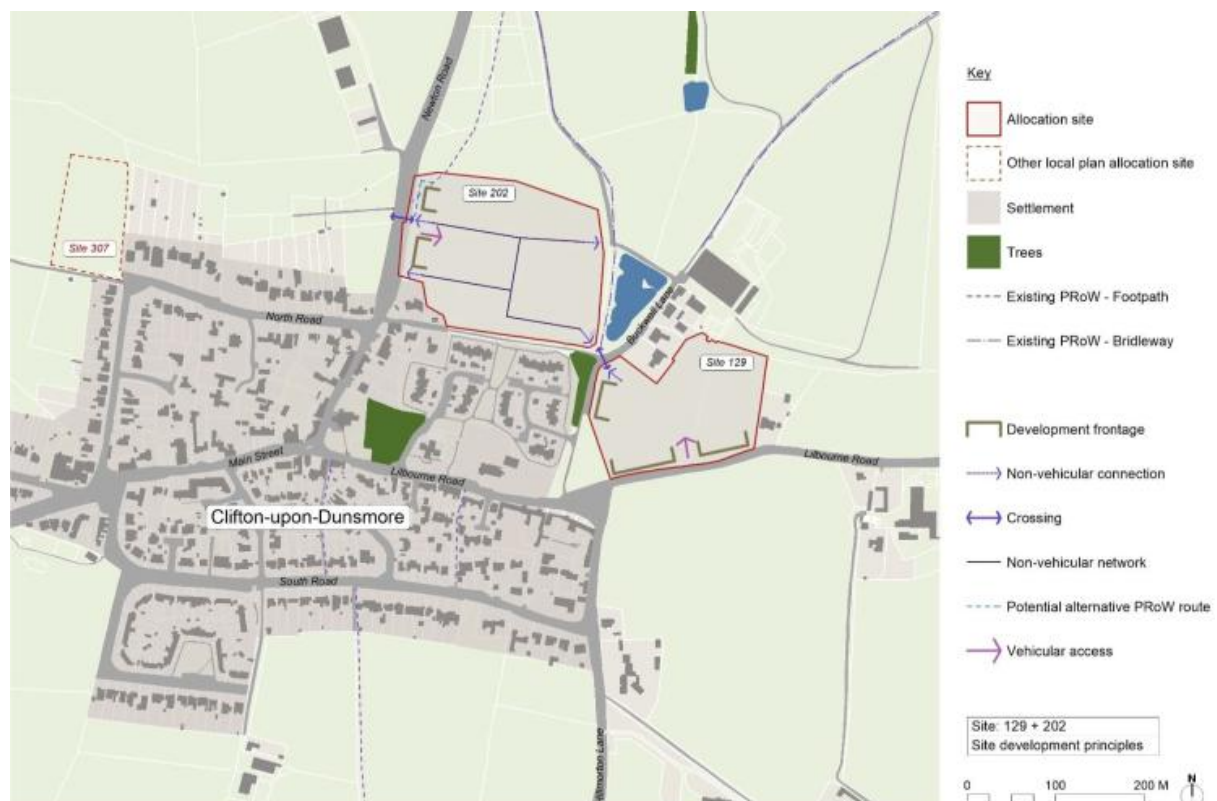 Newton Road
Site 202
Site 307
North Road
Buckwell Lane
Site 129
Main Street
Lilbourne Road
Lilbourne Road
Clifton-upon-Dunsmore
South Road
Hillmorton Lane
Key
Allocation site
Other local plan allocation site
Settlement
Trees
Existing PRoW - Footpath
Existing PRoW - Bridleway
Development frontage
Non-vehicular connection
Crossing
Non-vehicular network
Potential alternative PRoW route
Vehicular access
Site: 129 + 202
Site development principles
0 100 200 M
N